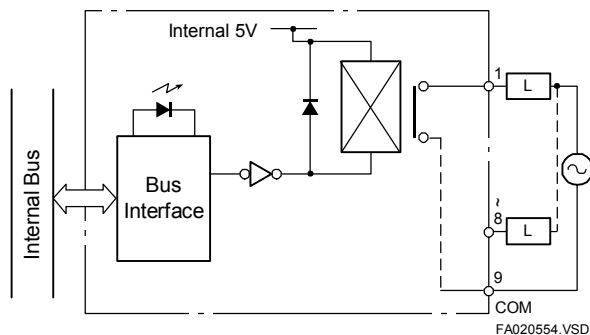 Internal 5V
Internal Bus
Bus
Interface
1
L
~
8
L
9
COM
FA020554.VSD